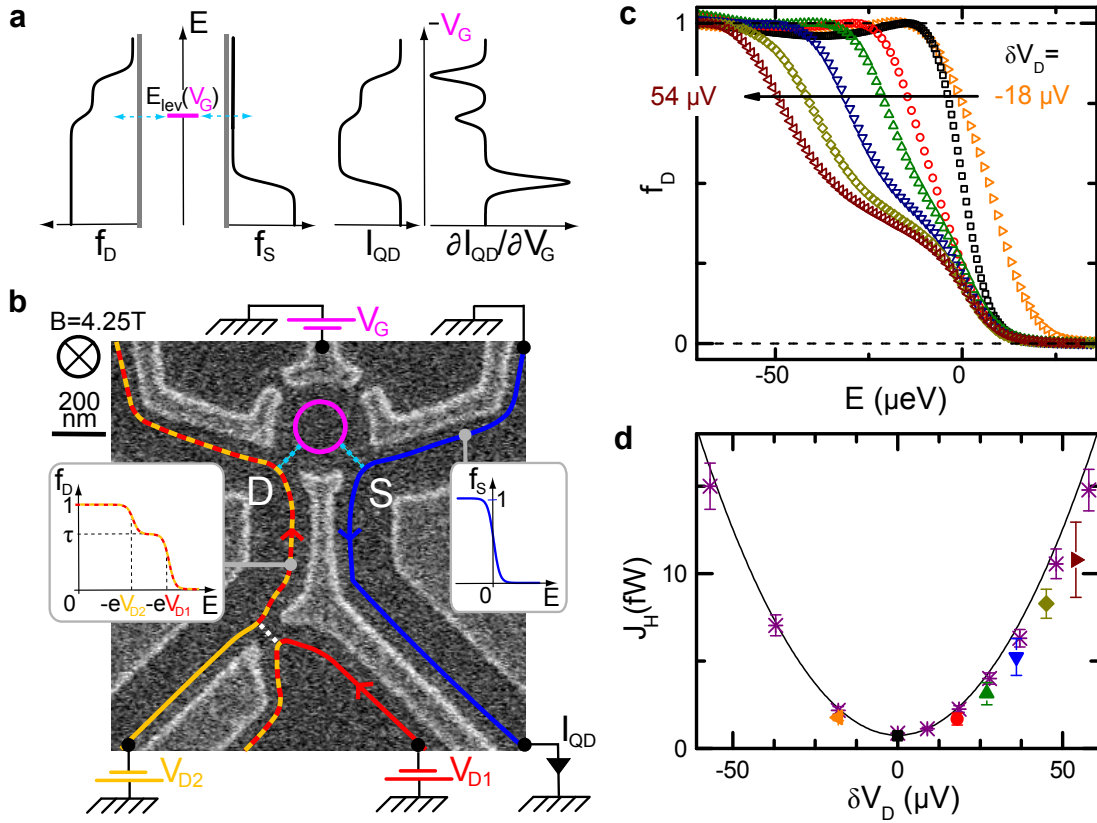 a
E
E_lev(V_G)
f_D
f_S
-V_G
I_QD
∂I_QD/∂V_G
b
B=4.25T
200
nm
V_G
D
S
f_D
1
τ
0
-eV_D2
-eV_D1
E
f_S
1
0
E
V_D2
V_D1
I_QD
c
f_D
1
0
δV_D=
54 µV
-18 µV
-50
0
E (µeV)
d
J_H (fW)
10
0
-50
0
50
δV_D (µV)